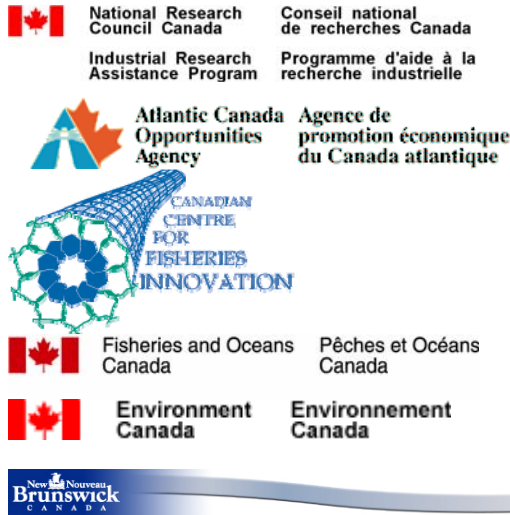 National Research Conseil national
Council Canada de recherches Canada
Industrial Research Programme d'aide à la
Assistance Program recherche industrielle
Atlantic Canada Agence de
Opportunities promotion économique
Agency du Canada atlantique
CANADIAN
CENTRE
FOR
FISHERIES
INNOVATION
Fisheries and Oceans Pêches et Océans
Canada Canada
Environment Environnement
Canada Canada
New Nouveau
Brunswick
CANADA